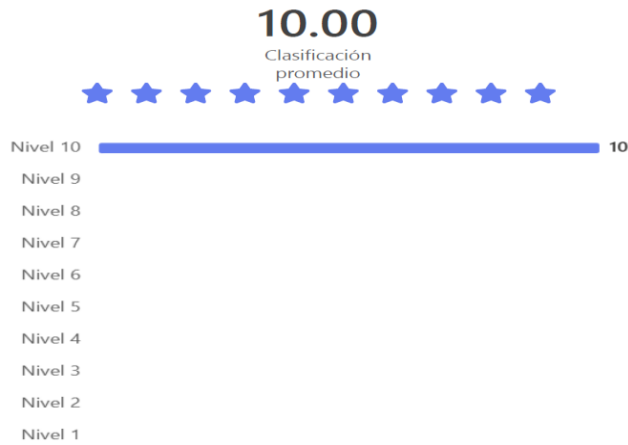 10.00
Clasificación
promedio
Nivel 10 10
Nivel 9
Nivel 8
Nivel 7
Nivel 6
Nivel 5
Nivel 4
Nivel 3
Nivel 2
Nivel 1